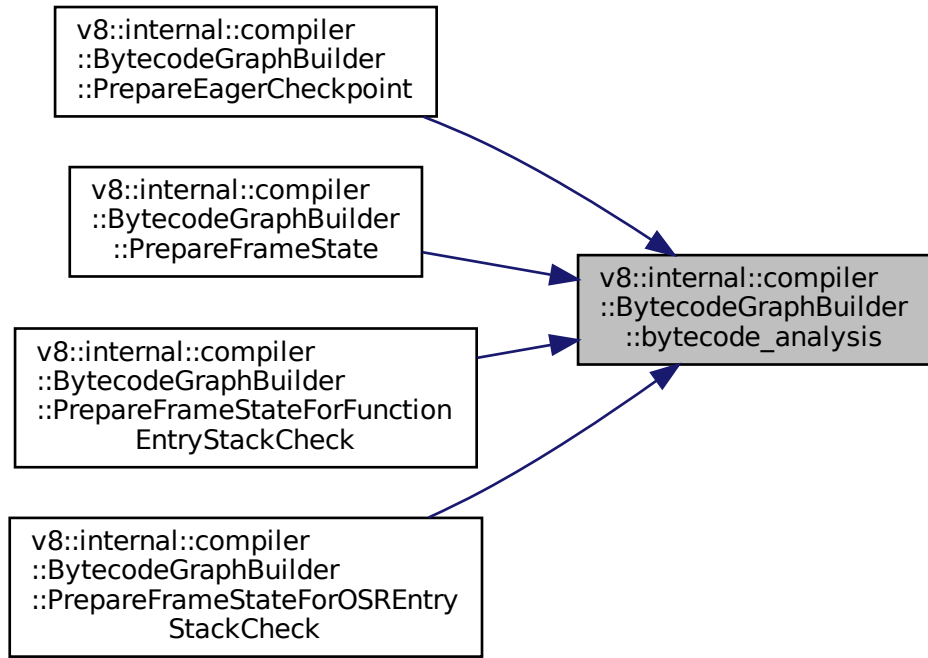 v8::internal::compiler
::BytecodeGraphBuilder
::PrepareEagerCheckpoint
v8::internal::compiler
::BytecodeGraphBuilder
::PrepareFrameState
v8::internal::compiler
::BytecodeGraphBuilder
::bytecode_analysis
v8::internal::compiler
::BytecodeGraphBuilder
::PrepareFrameStateForFunction
EntryStackCheck
v8::internal::compiler
::BytecodeGraphBuilder
::PrepareFrameStateForOSREntry
StackCheck